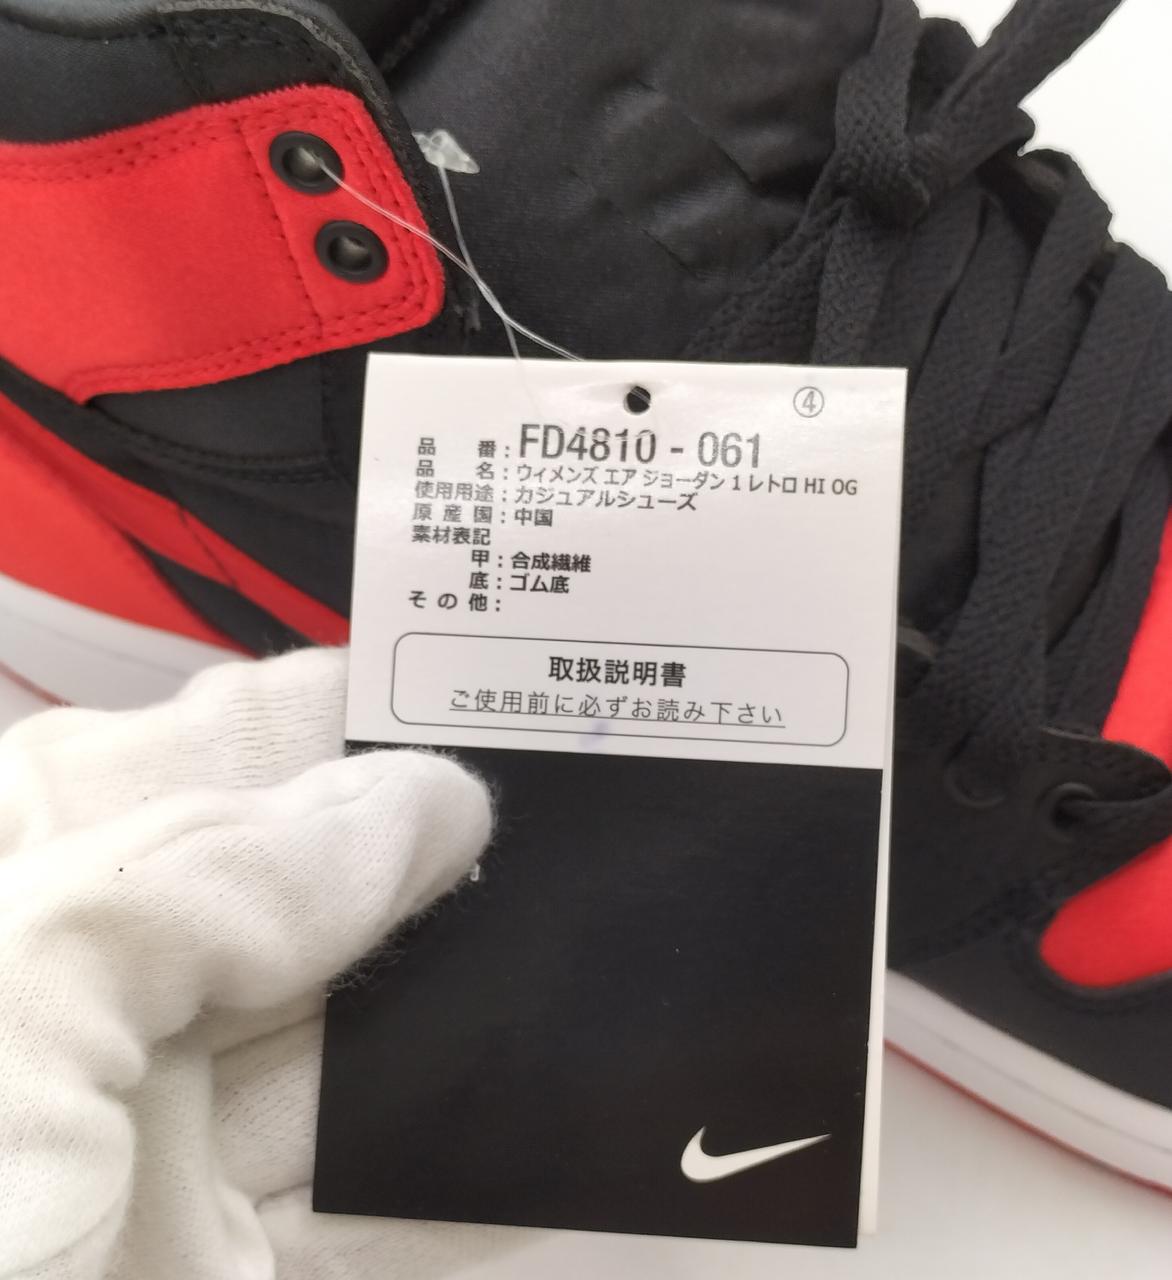 ④
品番:FD4810 - 061
品名:ウィメンズ エア ジョーダン 1 レトロ HI OG
使用用途:カジュアルシューズ
原産国:中国
素材表記
甲:合成繊維
底:ゴム底
その他:
取扱説明書
ご使用前に必ずお読み下さい